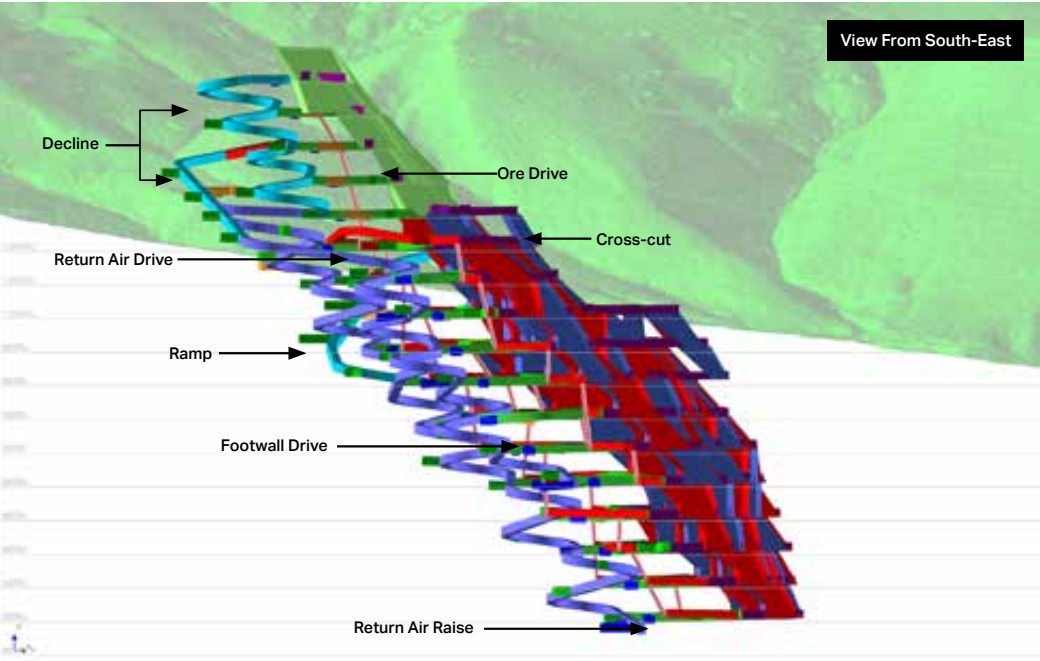 View From South-East
Decline
Ore Drive
Cross-cut
Return Air Drive
Ramp
Footwall Drive
Return Air Raise